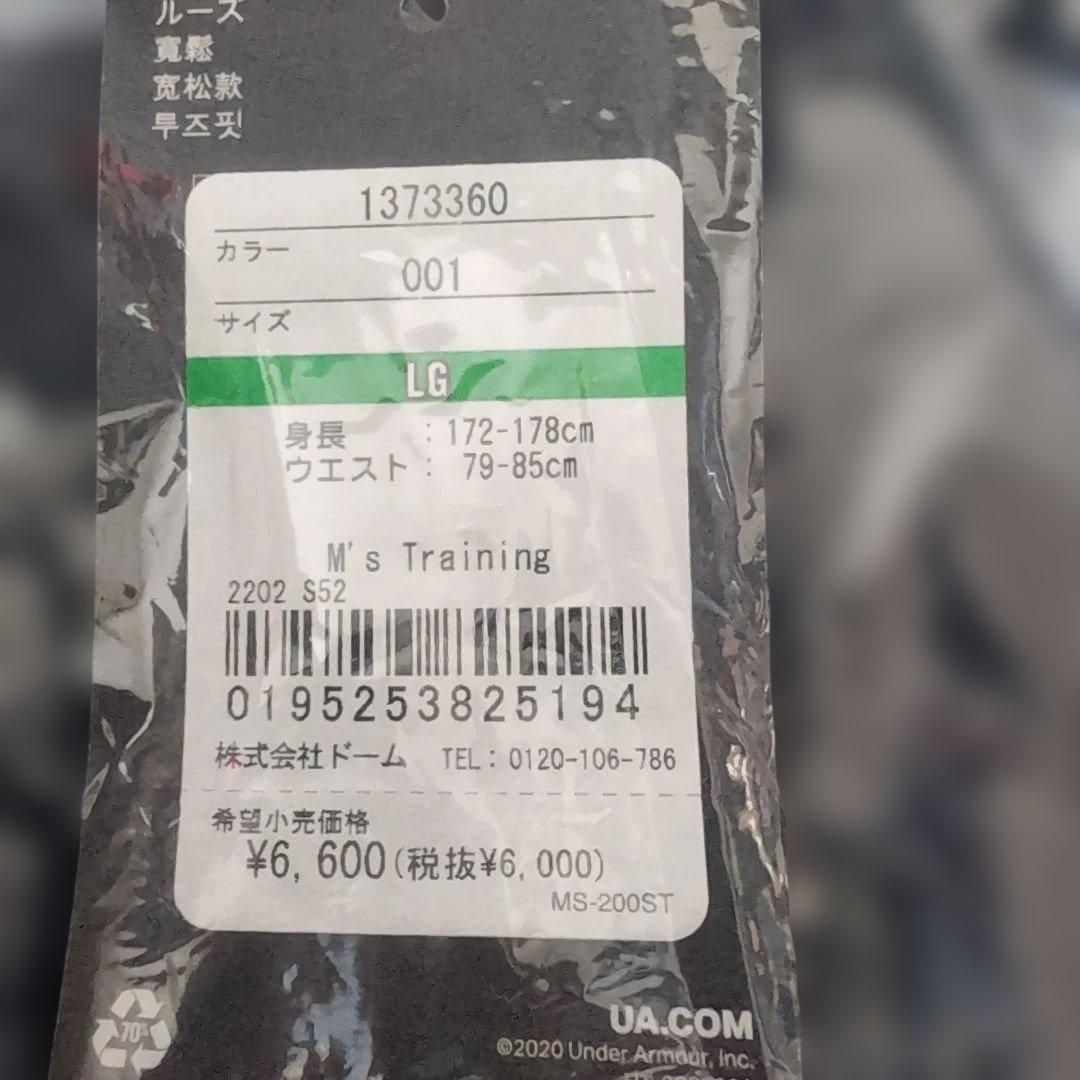 ルーズ
寬鬆
宽松款
루즈핏
1373360
カラー
001
サイズ
LG
身長 : 172-178cm
ウエスト : 79-85cm
M's Training
2202 S52
0195253825194
株式会社ドーム TEL: 0120-106-786
希望小売価格
¥6,600(税抜¥6,000)
MS-200ST
70%
UA.COM
©2020 Under Armour, Inc.